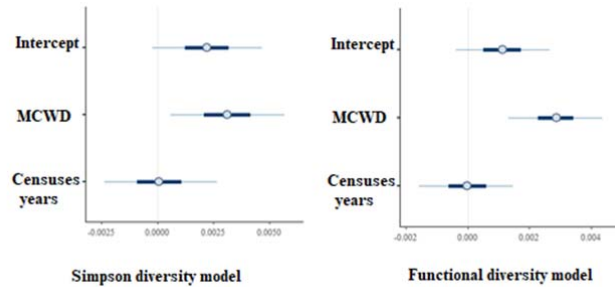 Intercept
MCWD
Censuses
years
-0.0025 0.0000 0.0025 0.0050
Simpson diversity model
Intercept
MCWD
Censuses
years
-0.002 0.000 0.002 0.004
Functional diversity model